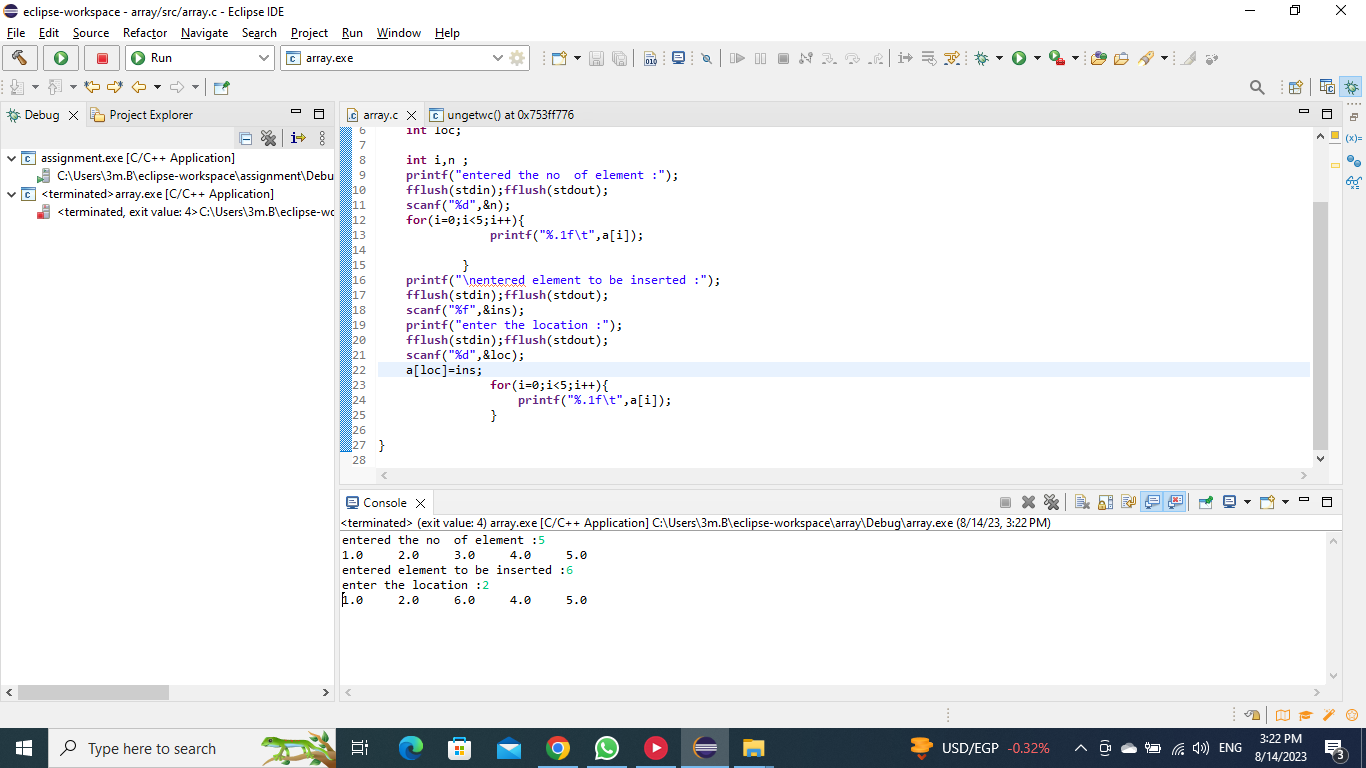 eclipse-workspace - array/src/array.c - Eclipse IDE
File Edit Source Refactor Navigate Search Project Run Window Help
Run array.exe
Debug Project Explorer
array.c ungetwc() at 0x753ff776
assignment.exe [C/C++ Application]
C:\Users\3m.B\eclipse-workspace\assignment\Debu
<terminated>array.exe [C/C++ Application]
<terminated, exit value: 4>C:\Users\3m.B\eclipse-wo
6 int loc;
7
8 int i,n ;
9 printf("entered the no  of element :");
10 fflush(stdin);fflush(stdout);
11 scanf("%d",&n);
12 for(i=0;i<5;i++){
13 printf("%.1f\t",a[i]);
14
15 }
16 printf("\nentered element to be inserted :");
17 fflush(stdin);fflush(stdout);
18 scanf("%f",&ins);
19 printf("enter the location :");
20 fflush(stdin);fflush(stdout);
21 scanf("%d",&loc);
22 a[loc]=ins;
23 for(i=0;i<5;i++){
24 printf("%.1f\t",a[i]);
25 }
26
27 }
28
Console
<terminated> (exit value: 4) array.exe [C/C++ Application] C:\Users\3m.B\eclipse-workspace\array\Debug\array.exe (8/14/23, 3:22 PM)
entered the no  of element :5
1.0 2.0 3.0 4.0 5.0
entered element to be inserted :6
enter the location :2
1.0 2.0 6.0 4.0 5.0
Type here to search
USD/EGP -0.32%
ENG
3:22 PM
8/14/2023
3